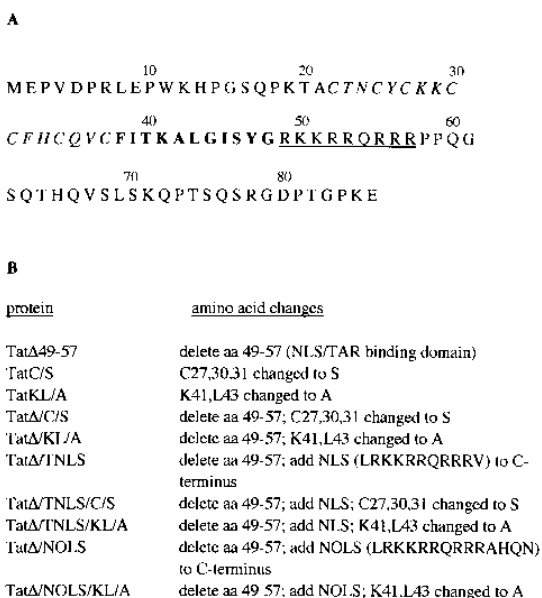 A
10 20 30
M E P V D P R L E P W K H P G S Q P K T A C T N C Y C K K C
40 50 60
C F H C Q V C F I T K A L G I S Y G R K K R R Q R R R P P Q G
70 80
S Q T H Q V S L S K Q P T S Q S R G D P T G P K E
B
protein amino acid changes
TatΔ49-57 delete aa 49-57 (NLS/TAR binding domain)
TatC/S C27,30,31 changed to S
TatKL/A K41,L43 changed to A
TatΔ/C/S delete aa 49-57; C27,30,31 changed to S
TatΔ/KL/A delete aa 49-57; K41,L43 changed to A
TatΔ/TNLS delete aa 49-57; add NLS (LRKKRRQRRRV) to C-
terminus
TatΔ/TNLS/C/S delete aa 49-57; add NLS; C27,30,31 changed to S
TatΔ/TNLS/KL/A delete aa 49-57; add NLS; K41,L43 changed to A
TatΔ/NOLS delete aa 49-57; add NOLS (LRKKRRQRRRAHQN)
to C-terminus
TatΔ/NOLS/KL/A delete aa 49-57; add NOLS; K41,L43 changed to A